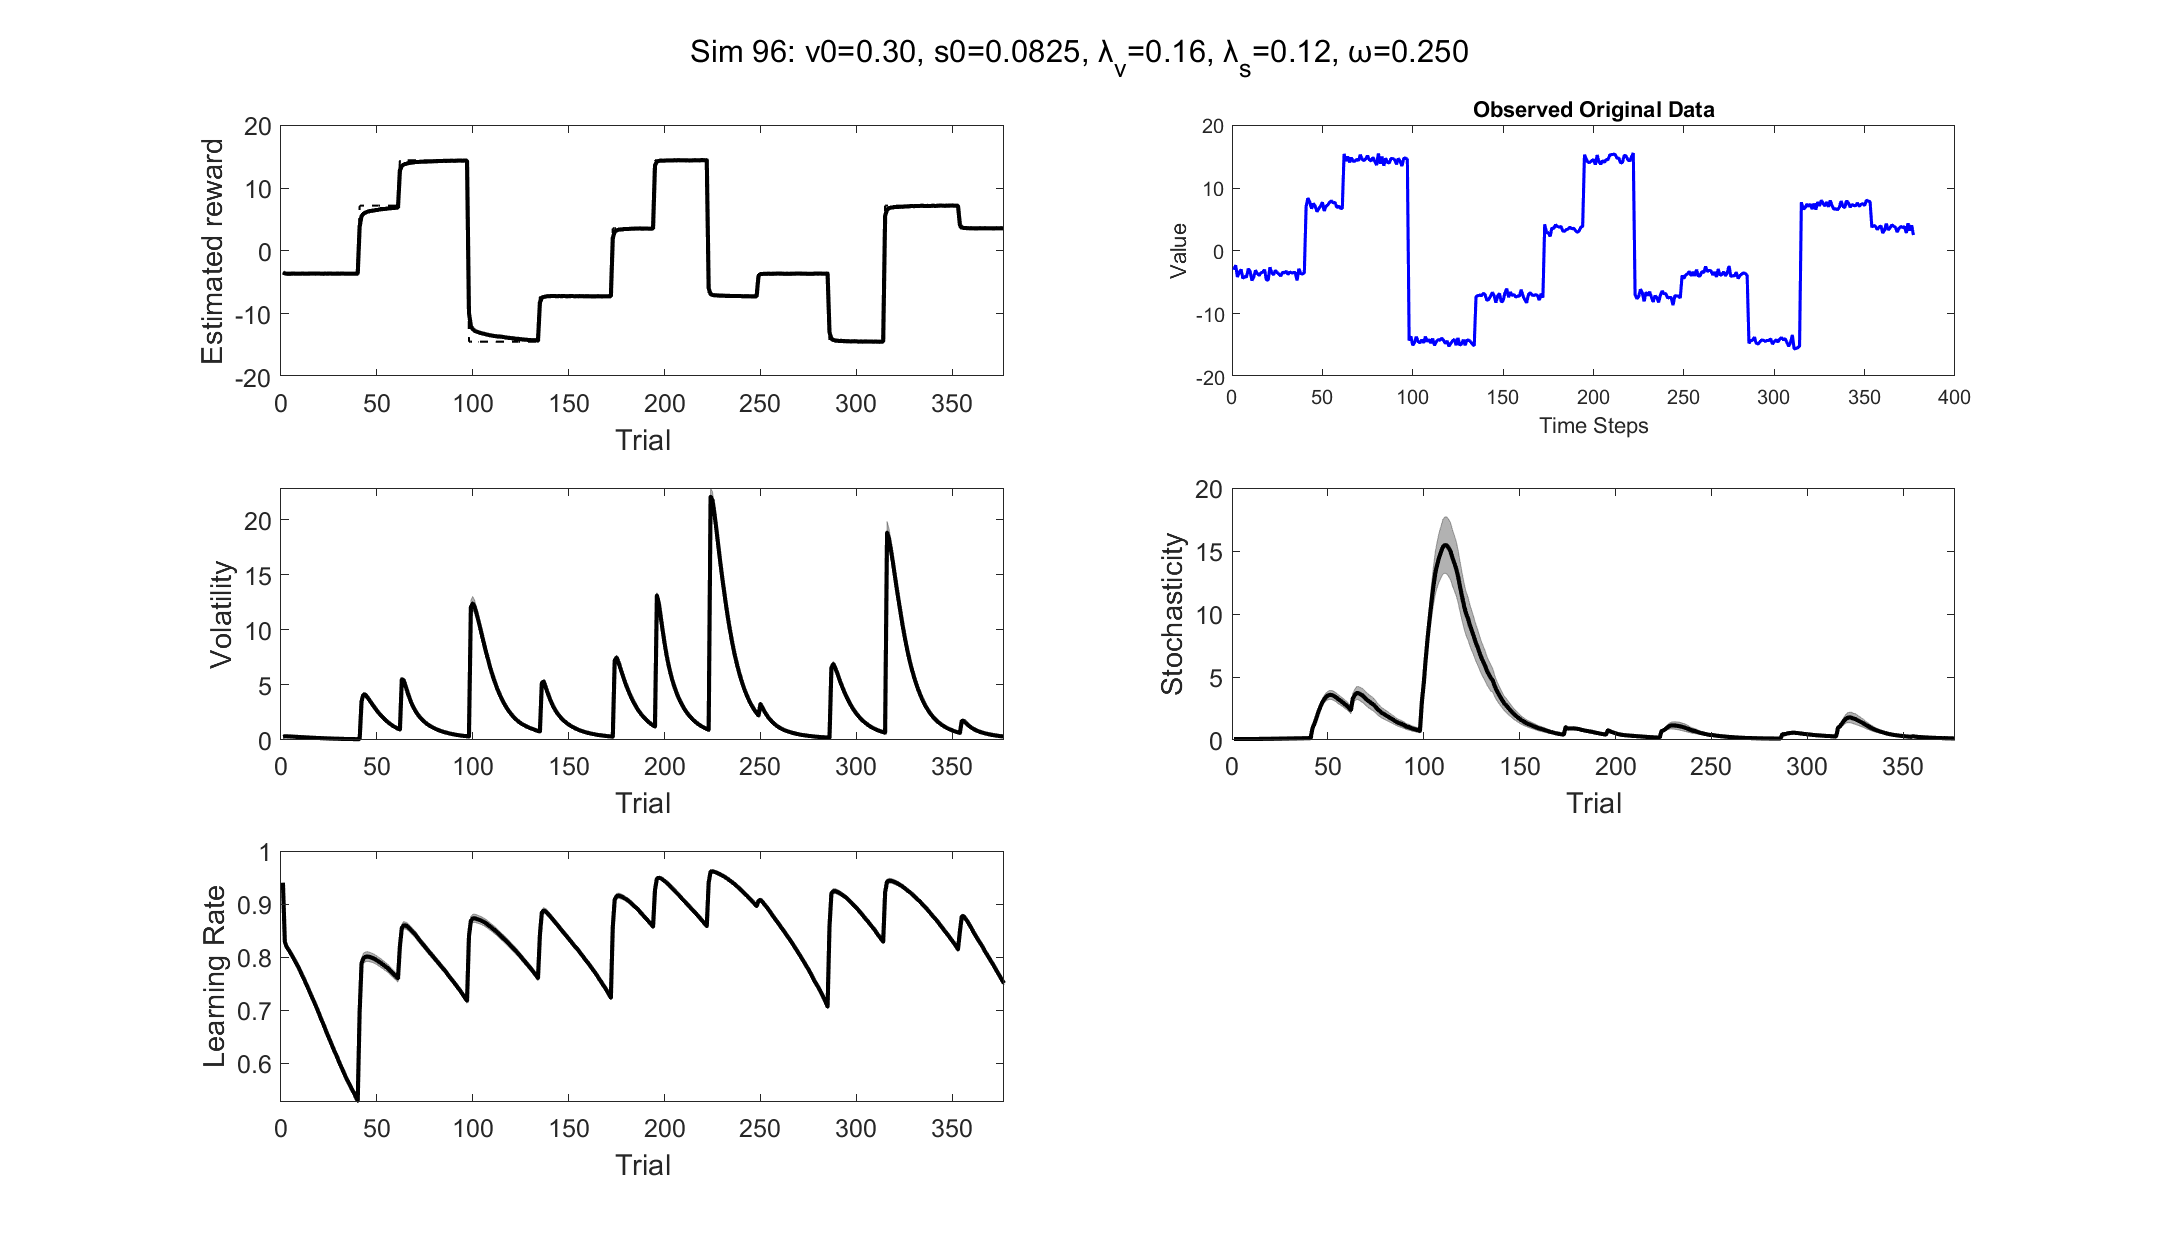 Sim 96: v0=0.30, s0=0.0825, λ_v=0.16, λ_s=0.12, ω=0.250
Estimated reward
20
10
0
-10
-20
0 50 100 150 200 250 300 350
Trial
Observed Original Data
Value
20
10
0
-10
-20
0 50 100 150 200 250 300 350 400
Time Steps
Volatility
20
15
10
5
0
0 50 100 150 200 250 300 350
Trial
Stochasticity
20
15
10
5
0
0 50 100 150 200 250 300 350
Trial
Learning Rate
1
0.9
0.8
0.7
0.6
0 50 100 150 200 250 300 350
Trial